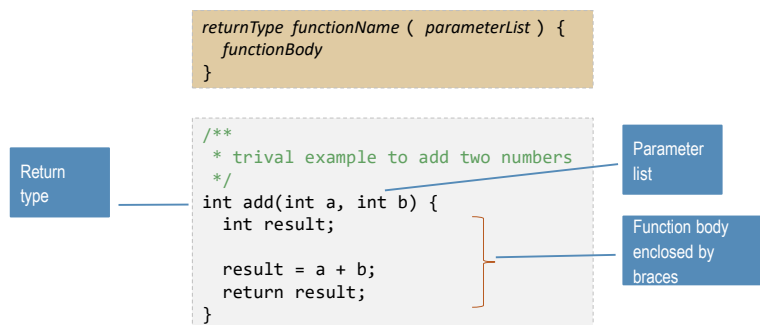 returnType functionName ( parameterList ) {
functionBody
}
/**
* trival example to add two numbers
*/
int add(int a, int b) {
int result;
result = a + b;
return result;
}
Return
type
Parameter
list
Function body
enclosed by
braces